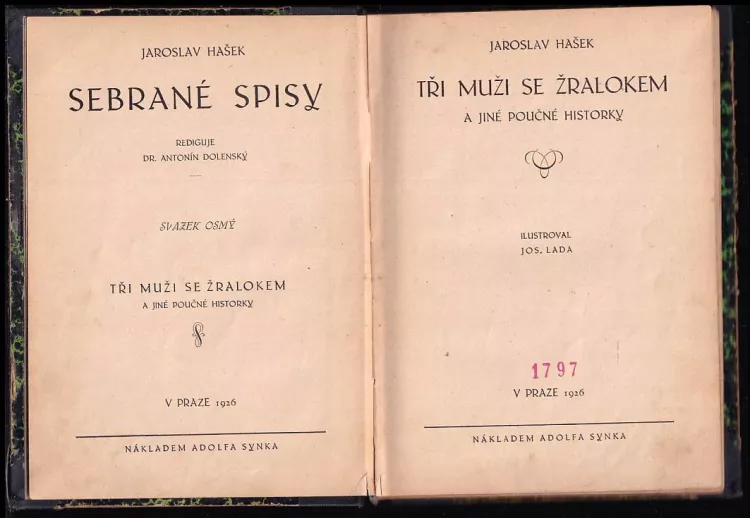 JAROSLAV HAŠEK
SEBRANÉ SPISY
REDIGUJE
DR. ANTONÍN DOLENSKÝ
SVAZEK OSMÝ
TŘI MUŽI SE ŽRALOKEM
A JINÉ POUČNÉ HISTORKY
V PRAZE 1926
NÁKLADEM ADOLFA SYNKA
JAROSLAV HAŠEK
TŘI MUŽI SE ŽRALOKEM
A JINÉ POUČNÉ HISTORKY
ILUSTROVAL
JOS. LADA
1797
V PRAZE 1926
NÁKLADEM ADOLFA SYNKA